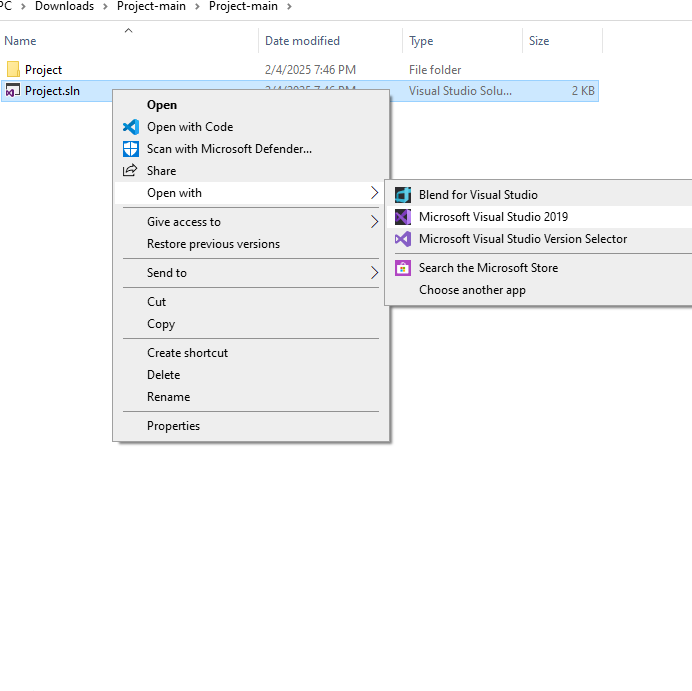 PC > Downloads > Project-main > Project-main >
Name Date modified Type Size
Project 2/4/2025 7:46 PM File folder
Project.sln 2/4/2025 7:46 PM Visual Studio Solu... 2 KB
Open
Open with Code
Scan with Microsoft Defender...
Share
Open with
Give access to
Restore previous versions
Send to
Cut
Copy
Create shortcut
Delete
Rename
Properties
Blend for Visual Studio
Microsoft Visual Studio 2019
Microsoft Visual Studio Version Selector
Search the Microsoft Store
Choose another app